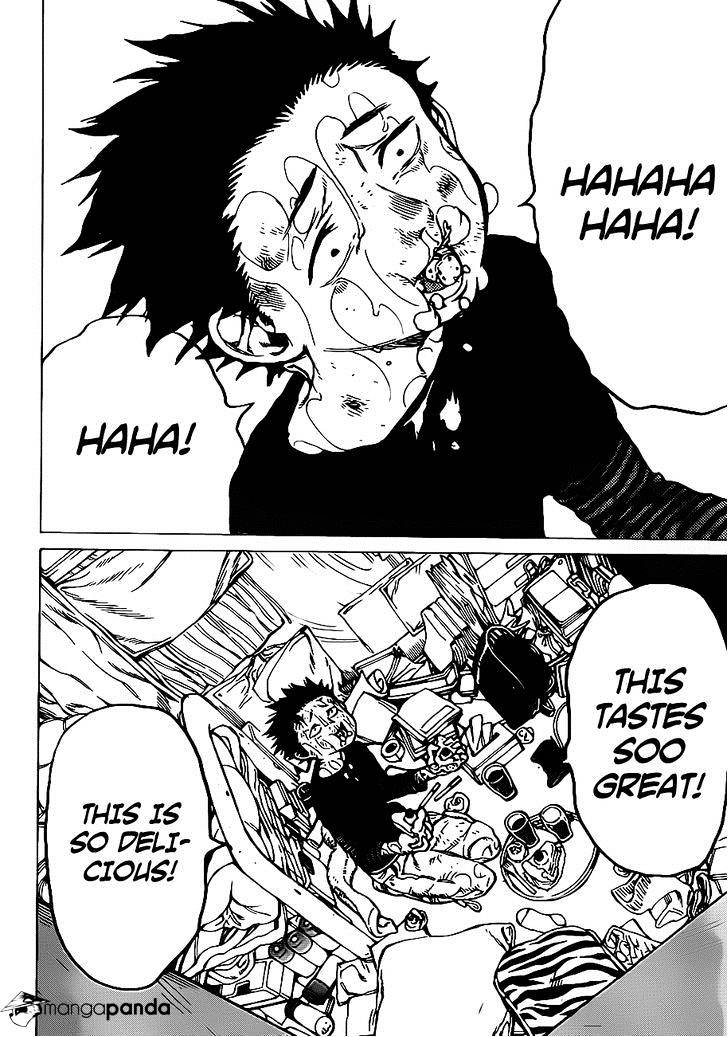 HAHAHA
HAHA!
HAHA!
THIS
TASTES
SOO
GREAT!
THIS IS
SO DELI-
CIOUS!
mangapanda